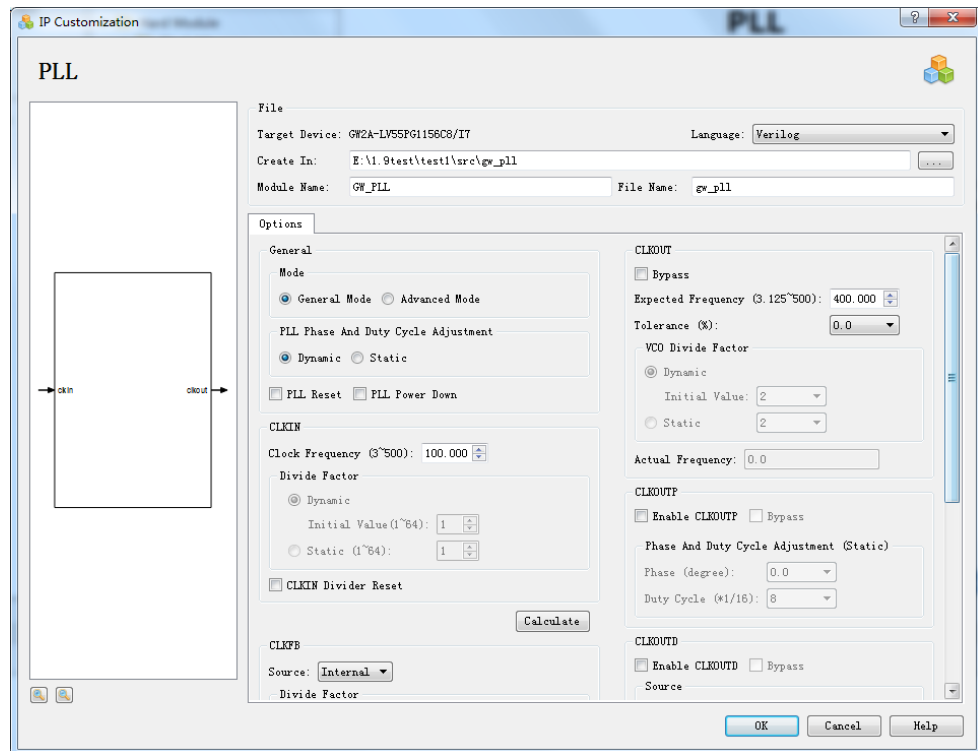 IP Customization
PLL
PLL
File
Target Device: GW2A-LV55PG1156C8/I7 Language: Verilog
Create In: E:\1.9test\test1\src\gw_pll ...
Module Name: GW_PLL File Name: gw_pll
Options
General
Mode
General Mode Advanced Mode
PLL Phase And Duty Cycle Adjustment
Dynamic Static
PLL Reset PLL Power Down
CLKIN
Clock Frequency (3~500): 100.000
Divide Factor
Dynamic
Initial Value(1~64): 1
Static (1~64): 1
CLKIN Divider Reset
Calculate
CLKFB
Source: Internal
Divide Factor
CLKOUT
Bypass
Expected Frequency (3.125~500): 400.000
Tolerance (%): 0.0
VCO Divide Factor
Dynamic
Initial Value: 2
Static 2
Actual Frequency: 0.0
CLKOUTP
Enable CLKOUTP Bypass
Phase And Duty Cycle Adjustment (Static)
Phase (degree): 0.0
Duty Cycle (*1/16): 8
CLKOUTD
Enable CLKOUTD Bypass
Source
clkin clkout
OK Cancel Help